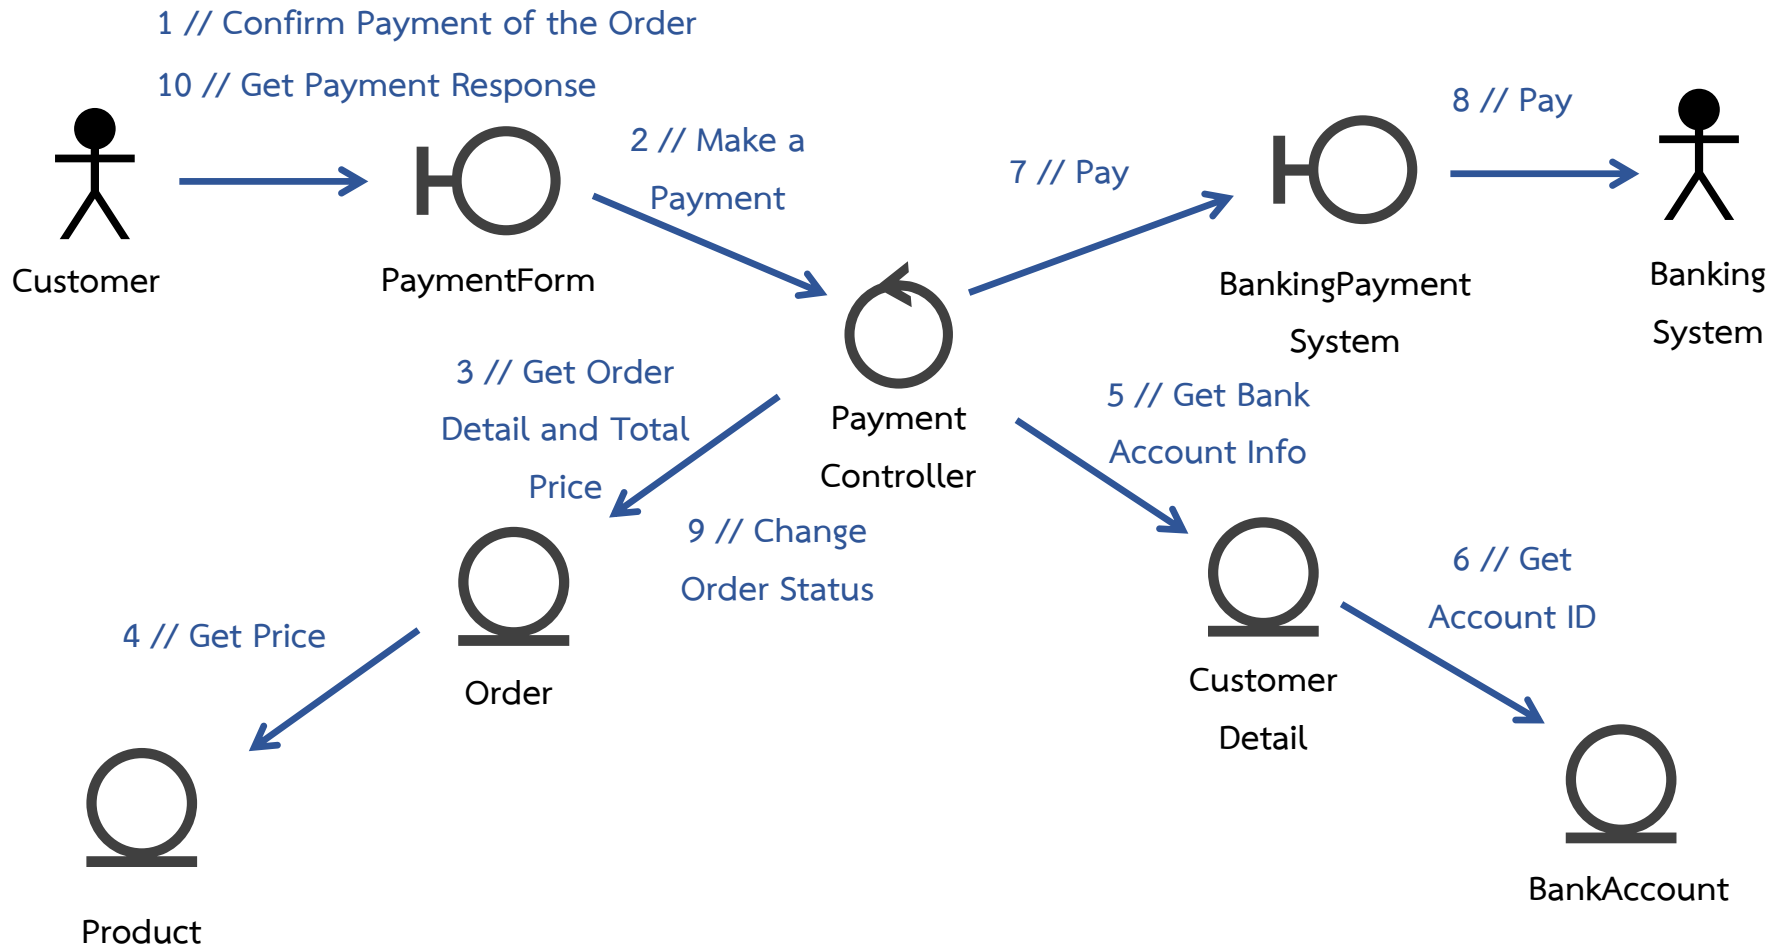 1 // Confirm Payment of the Order
10 // Get Payment Response
Customer
PaymentForm
2 // Make a
Payment
7 // Pay
8 // Pay
BankingPayment
System
Banking
System
Payment
Controller
3 // Get Order
Detail and Total
Price
9 // Change
Order Status
5 // Get Bank
Account Info
4 // Get Price
Order
Customer
Detail
6 // Get
Account ID
Product
BankAccount